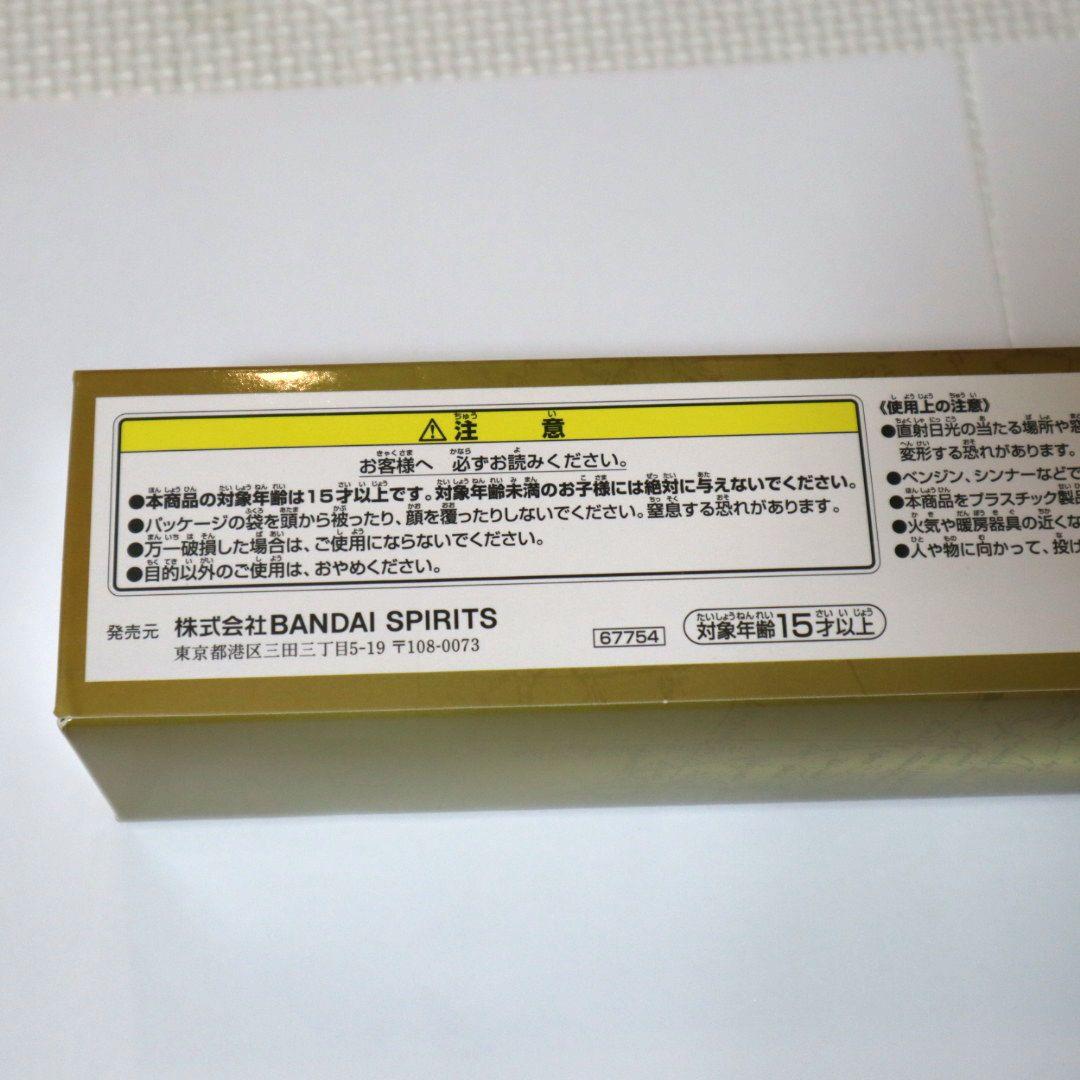 ⚠注意
お客様へ 必ずお読みください。
●本商品の対象年齢は15才以上です。対象年齢未満のお子様には絶対に与えないでください。
●パッケージの袋を頭から被ったり、顔を覆ったりしないでください。窒息する恐れがあります。
●万一破損した場合は、ご使用にならないでください。
●目的以外のご使用は、おやめください。
発売元 株式会社BANDAI SPIRITS
東京都港区三田三丁目5-19 〒108-0073
67754
対象年齢15才以上
《使用上の注意》
●直射日光の当たる場所や窓
変形する恐れがあります。
●ベンジン、シンナーなどで
●本商品をプラスチック製品
●火気や暖房器具の近くな
●人や物に向かって、投げ